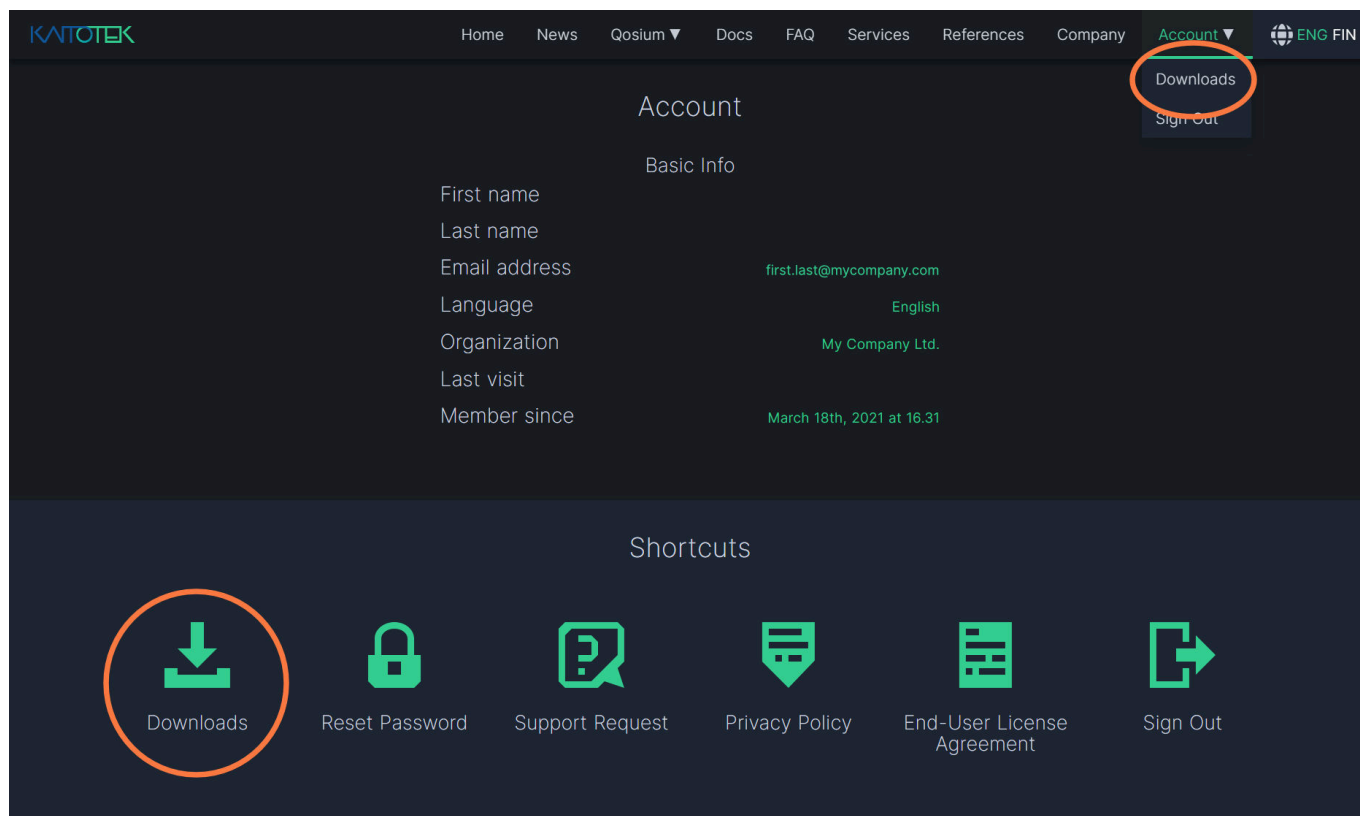 KAITOTEK
Home News Qosium ▼ Docs FAQ Services References Company Account ▼ ENG FIN
Downloads
Sign Out
Account
Basic Info
First name
Last name
Email address first.last@mycompany.com
Language English
Organization My Company Ltd.
Last visit
Member since March 18th, 2021 at 16.31
Shortcuts
Downloads Reset Password Support Request Privacy Policy End-User License Sign Out
Agreement